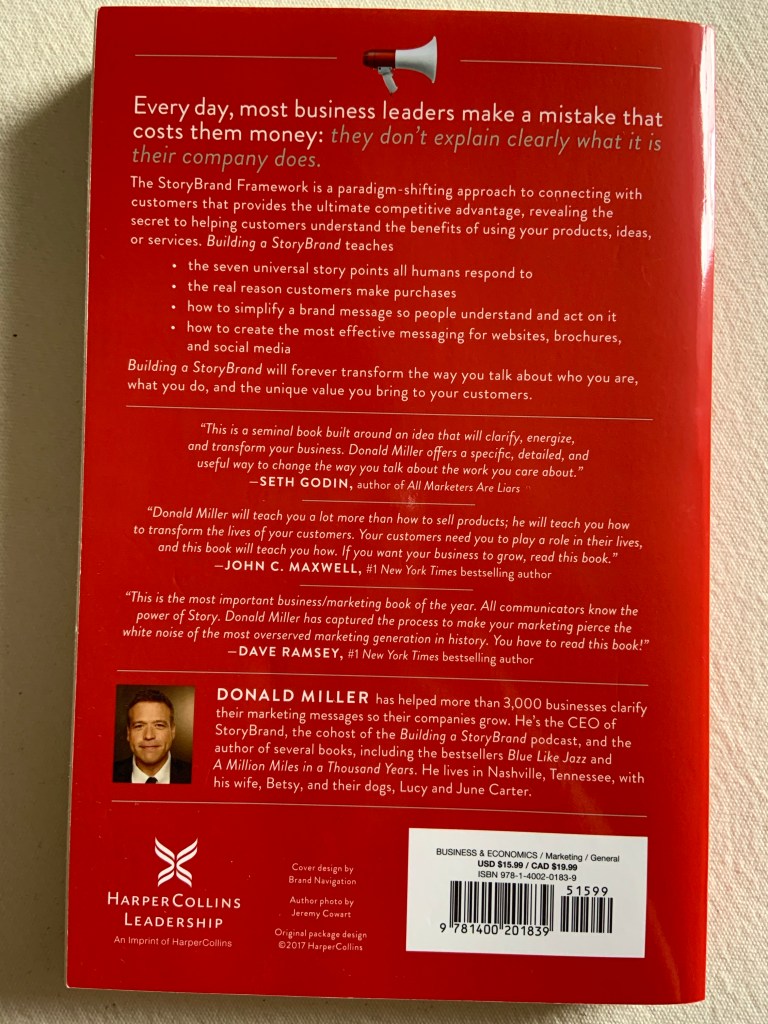 Every day, most business leaders make a mistake that
costs them money: they don't explain clearly what it is
their company does.
The StoryBrand Framework is a paradigm-shifting approach to connecting with
customers that provides the ultimate competitive advantage, revealing the
secret to helping customers understand the benefits of using your products, ideas,
or services. Building a StoryBrand teaches
• the seven universal story points all humans respond to
• the real reason customers make purchases
• how to simplify a brand message so people understand and act on it
• how to create the most effective messaging for websites, brochures,
and social media
Building a StoryBrand will forever transform the way you talk about who you are,
what you do, and the unique value you bring to your customers.
“This is a seminal book built around an idea that will clarify, energize,
and transform your business. Donald Miller offers a specific, detailed, and
useful way to change the way you talk about the work you care about.”
—SETH GODIN, author of All Marketers Are Liars
“Donald Miller will teach you a lot more than how to sell products; he will teach you how
to transform the lives of your customers. Your customers need you to play a role in their lives,
and this book will teach you how. If you want your business to grow, read this book.”
—JOHN C. MAXWELL, #1 New York Times bestselling author
“This is the most important business/marketing book of the year. All communicators know the
power of Story. Donald Miller has captured the process to make your marketing pierce the
white noise of the most overserved marketing generation in history. You have to read this book!”
—DAVE RAMSEY, #1 New York Times bestselling author
DONALD MILLER has helped more than 3,000 businesses clarify
their marketing messages so their companies grow. He's the CEO of
StoryBrand, the cohost of the Building a StoryBrand podcast, and the
author of several books, including the bestsellers Blue Like Jazz and
A Million Miles in a Thousand Years. He lives in Nashville, Tennessee, with
his wife, Betsy, and their dogs, Lucy and June Carter.
HARPERCOLLINS
LEADERSHIP
An Imprint of HarperCollins
Cover design by
Brand Navigation
Author photo by
Jeremy Cowart
Original package design
©2017 HarperCollins
BUSINESS & ECONOMICS / Marketing / General
USD $15.99 / CAD $19.99
ISBN 978-1-4002-0183-9
51599
9 781400 201839